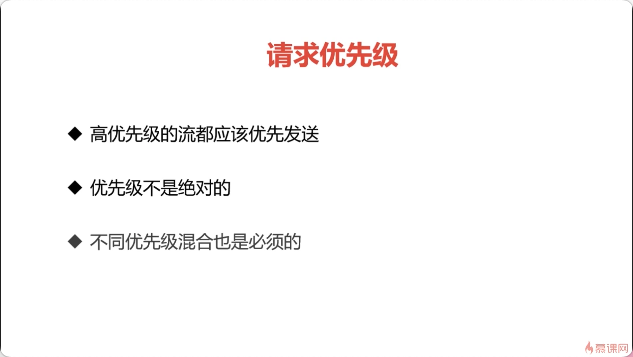 请求优先级
◆ 高优先级的流都应该优先发送
◆ 优先级不是绝对的
◆ 不同优先级混合也是必须的
慕课网